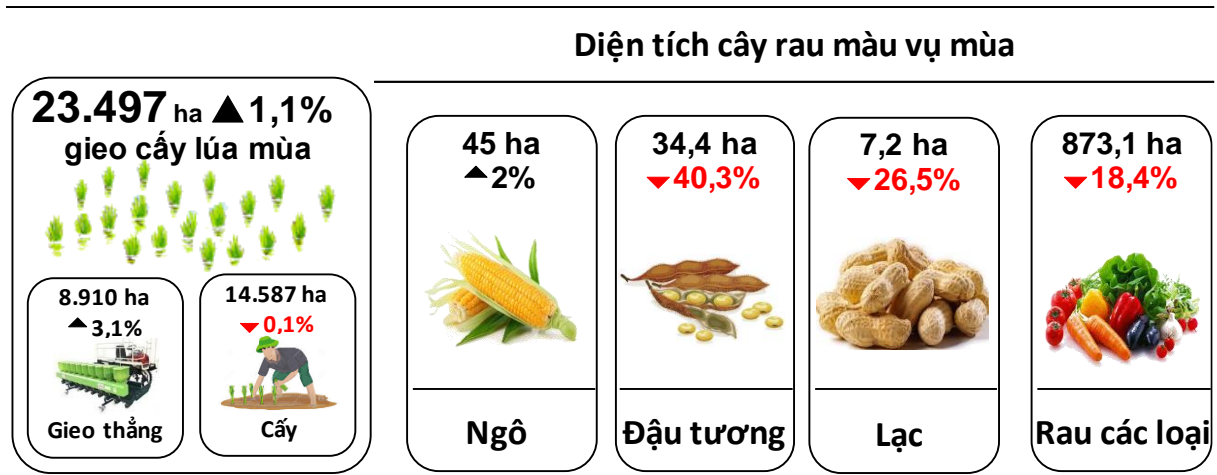 Diện tích cây rau màu vụ mùa
23.497 ha ▲1,1%
gieo cấy lúa mùa
8.910 ha
▲3,1%
Gieo thẳng
14.587 ha
▼0,1%
Cấy
45 ha
▲2%
Ngô
34,4 ha
▼40,3%
Đậu tương
7,2 ha
▼26,5%
Lạc
873,1 ha
▼18,4%
Rau các loại